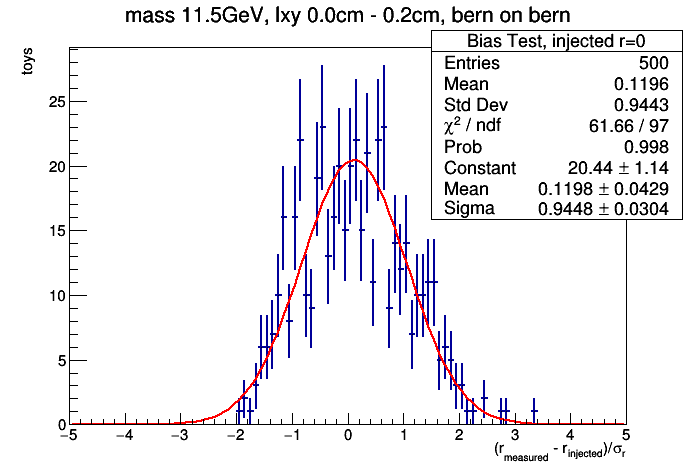 mass 11.5GeV, lxy 0.0cm - 0.2cm, bern on bern
Bias Test, injected r=0
Entries 500
Mean 0.1196
Std Dev 0.9443
χ² / ndf 61.66 / 97
Prob 0.998
Constant 20.44 ± 1.14
Mean 0.1198 ± 0.0429
Sigma 0.9448 ± 0.0304
toys
25
20
15
10
5
0
−5 −4 −3 −2 −1 0 1 2 3 4 5
(r_measured - r_injected)/σ_r